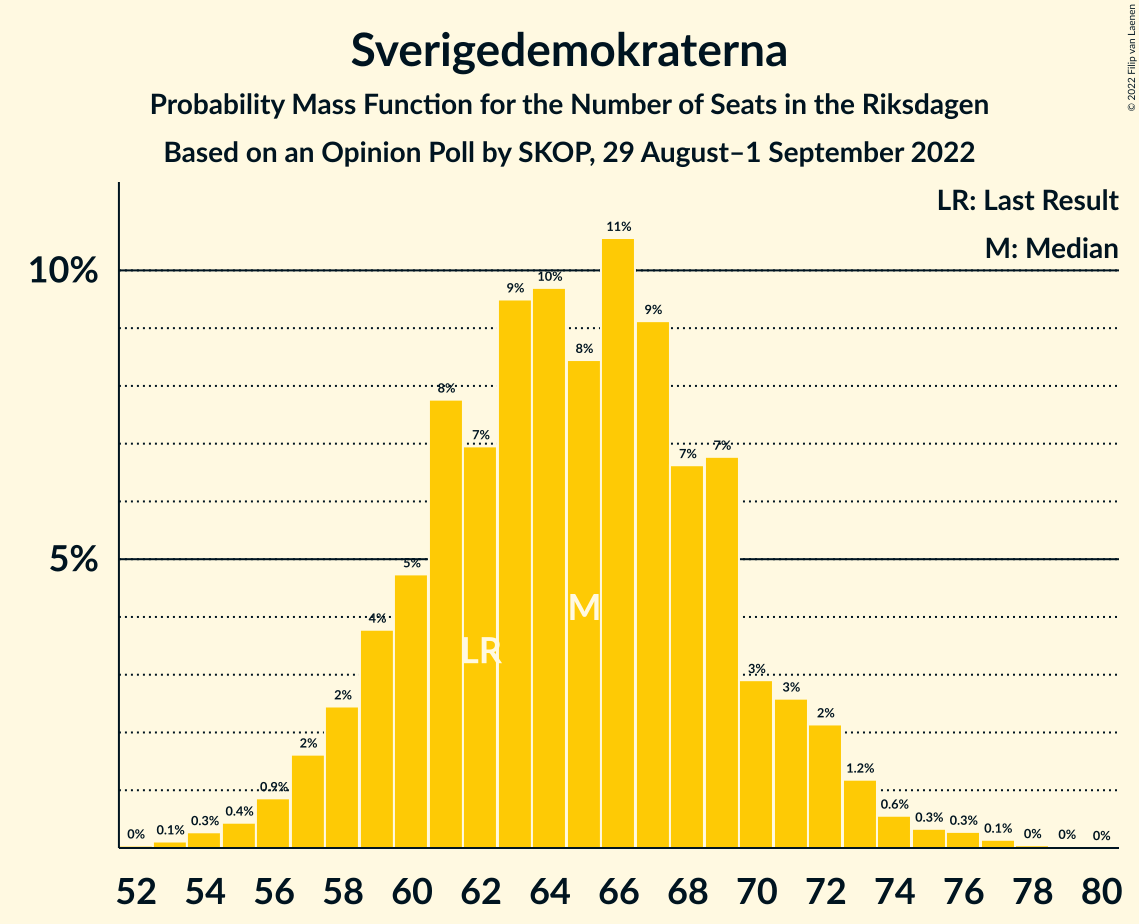 Sverigedemokraterna
Probability Mass Function for the Number of Seats in the Riksdagen
Based on an Opinion Poll by SKOP, 29 August–1 September 2022
© 2022 Filip van Laenen
LR: Last Result
M: Median
10%
5%
0% 0.1% 0.3% 0.4% 0.9% 2% 2% 4% 5% 8% 7% 9% 10% 8% 11% 9% 7% 7% 3% 3% 2% 1.2% 0.6% 0.3% 0.3% 0.1% 0% 0% 0%
LR
M
52 54 56 58 60 62 64 66 68 70 72 74 76 78 80